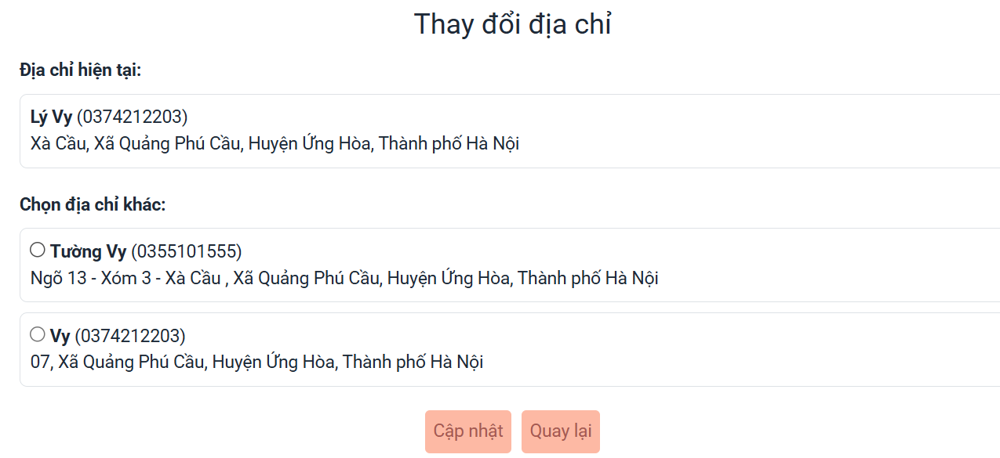 Thay đổi địa chỉ
Địa chỉ hiện tại:
Lý Vy (0374212203)
Xà Cầu, Xã Quảng Phú Cầu, Huyện Ứng Hòa, Thành phố Hà Nội
Chọn địa chỉ khác:
Tường Vy (0355101555)
Ngõ 13 - Xóm 3 - Xà Cầu , Xã Quảng Phú Cầu, Huyện Ứng Hòa, Thành phố Hà Nội
Vy (0374212203)
07, Xã Quảng Phú Cầu, Huyện Ứng Hòa, Thành phố Hà Nội
Cập nhật Quay lại